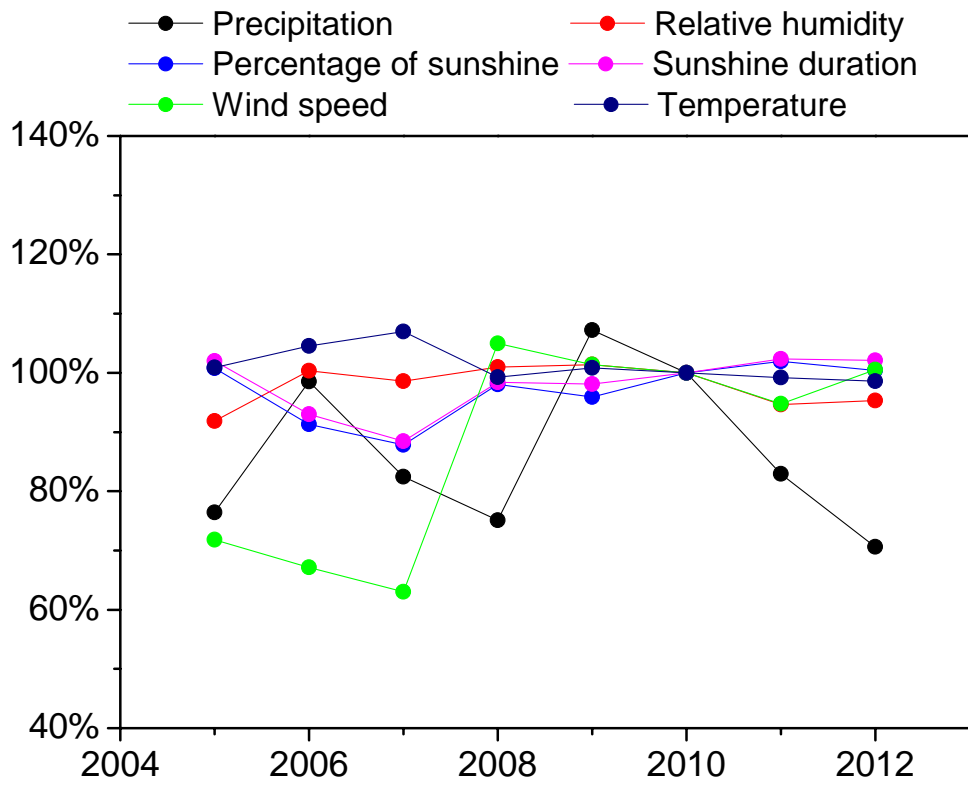 Precipitation Relative humidity
Percentage of sunshine Sunshine duration
Wind speed Temperature
140%
120%
100%
80%
60%
40%
2004 2006 2008 2010 2012